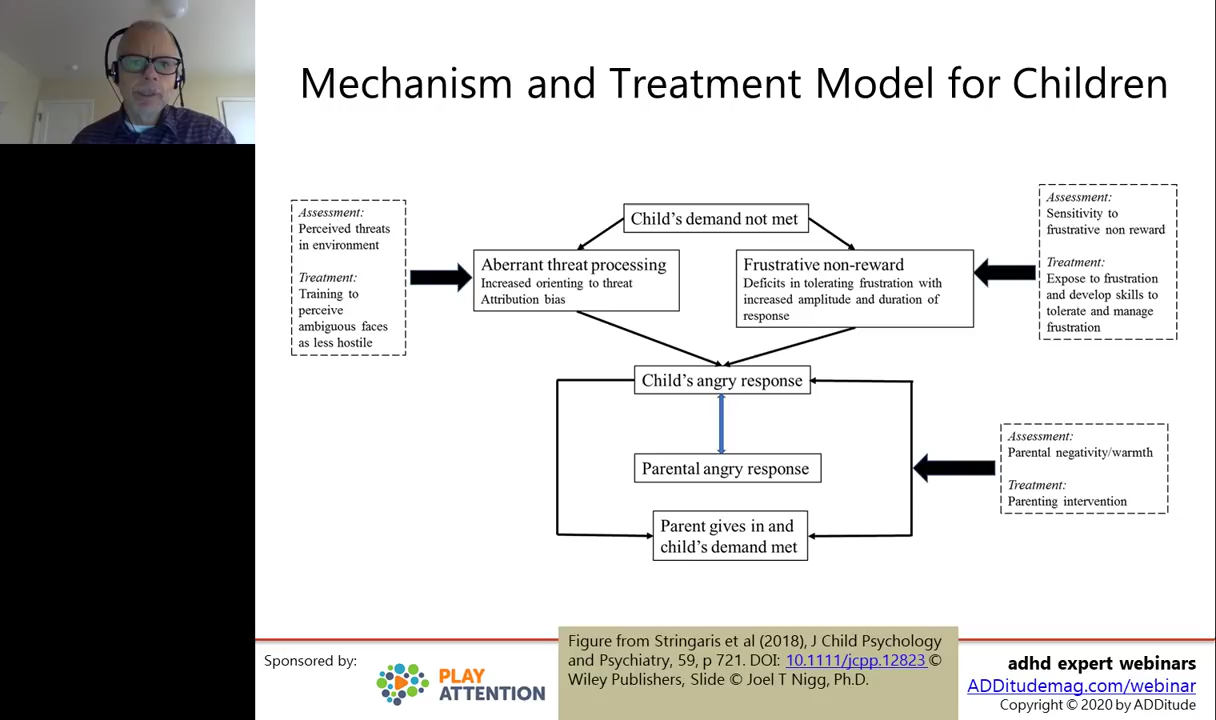 Mechanism and Treatment Model for Children
Assessment:
Perceived threats
in environment
Treatment:
Training to
perceive
ambiguous faces
as less hostile
Child's demand not met
Aberrant threat processing
Increased orienting to threat
Attribution bias
Frustrative non-reward
Deficits in tolerating frustration with
increased amplitude and duration of
response
Assessment:
Sensitivity to
frustrative non reward
Treatment:
Expose to frustration
and develop skills to
tolerate and manage
frustration
Child's angry response
Parental angry response
Parent gives in and
child's demand met
Assessment:
Parental negativity/warmth
Treatment:
Parenting intervention
Sponsored by:
PLAY
ATTENTION
Figure from Stringaris et al (2018), J Child Psychology
and Psychiatry, 59, p 721. DOI: 10.1111/jcpp.12823 ©
Wiley Publishers, Slide © Joel T Nigg, Ph.D.
adhd expert webinars
ADDitudemag.com/webinar
Copyright © 2020 by ADDitude